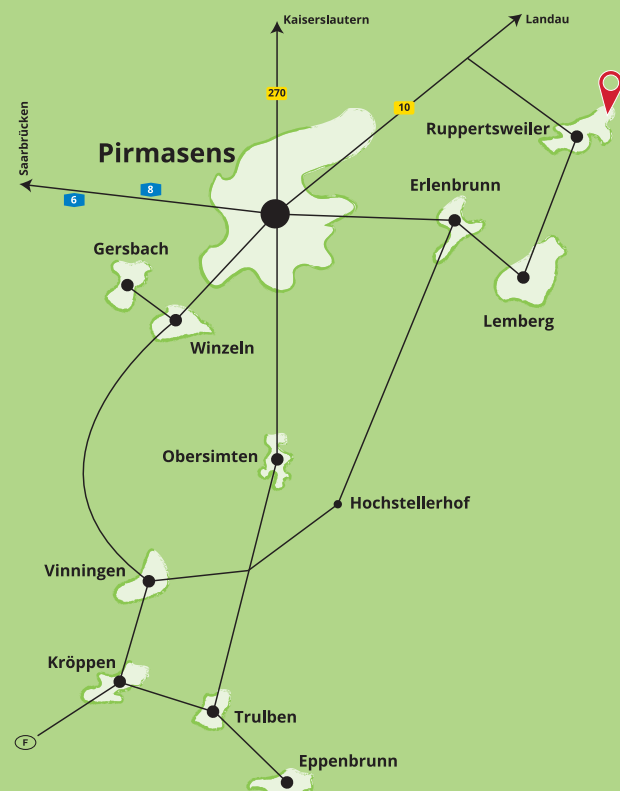 Kaiserslautern
Landau
270
10
Saarbrücken
Ruppertsweiler
Pirmasens
8
6
Erlenbrunn
Gersbach
Lemberg
Winzeln
Obersimten
Hochstellerhof
Vinningen
Kröppen
Trulben
F
Eppenbrunn